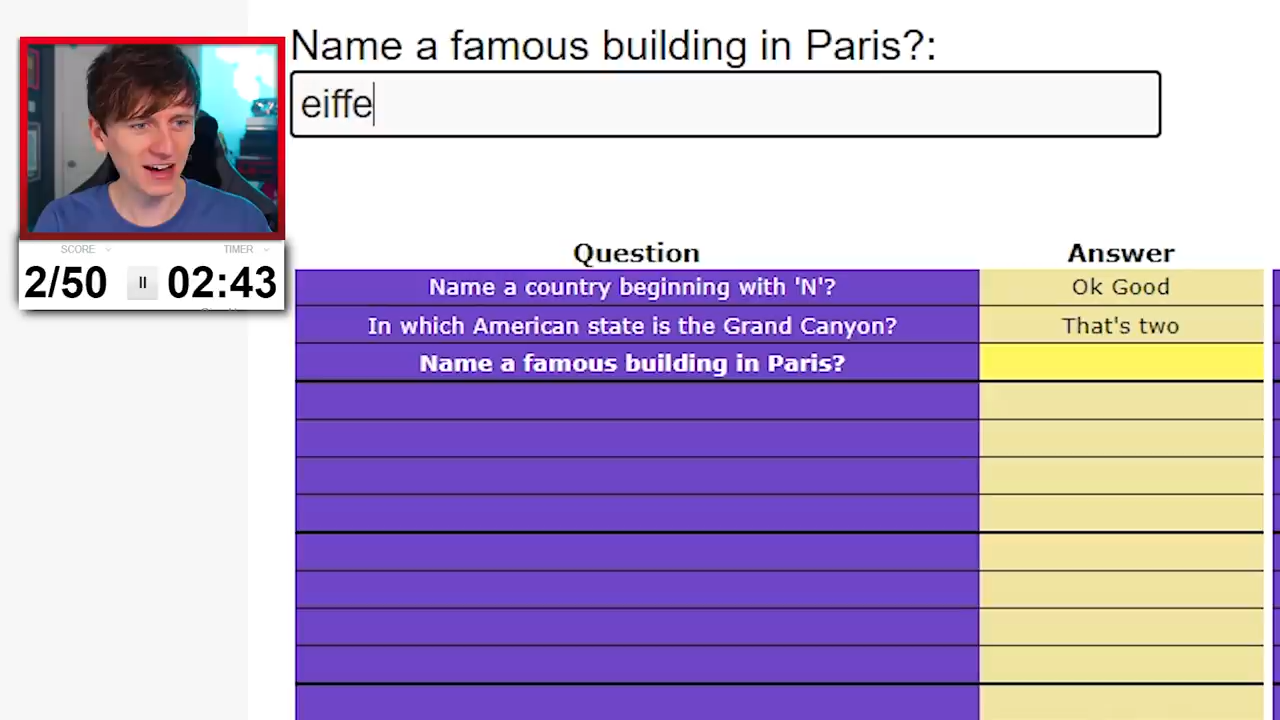 Name a famous building in Paris?:
eiffe
SCORE
TIMER
2/50
02:43
Question
Answer
Name a country beginning with 'N'?
Ok Good
In which American state is the Grand Canyon?
That's two
Name a famous building in Paris?